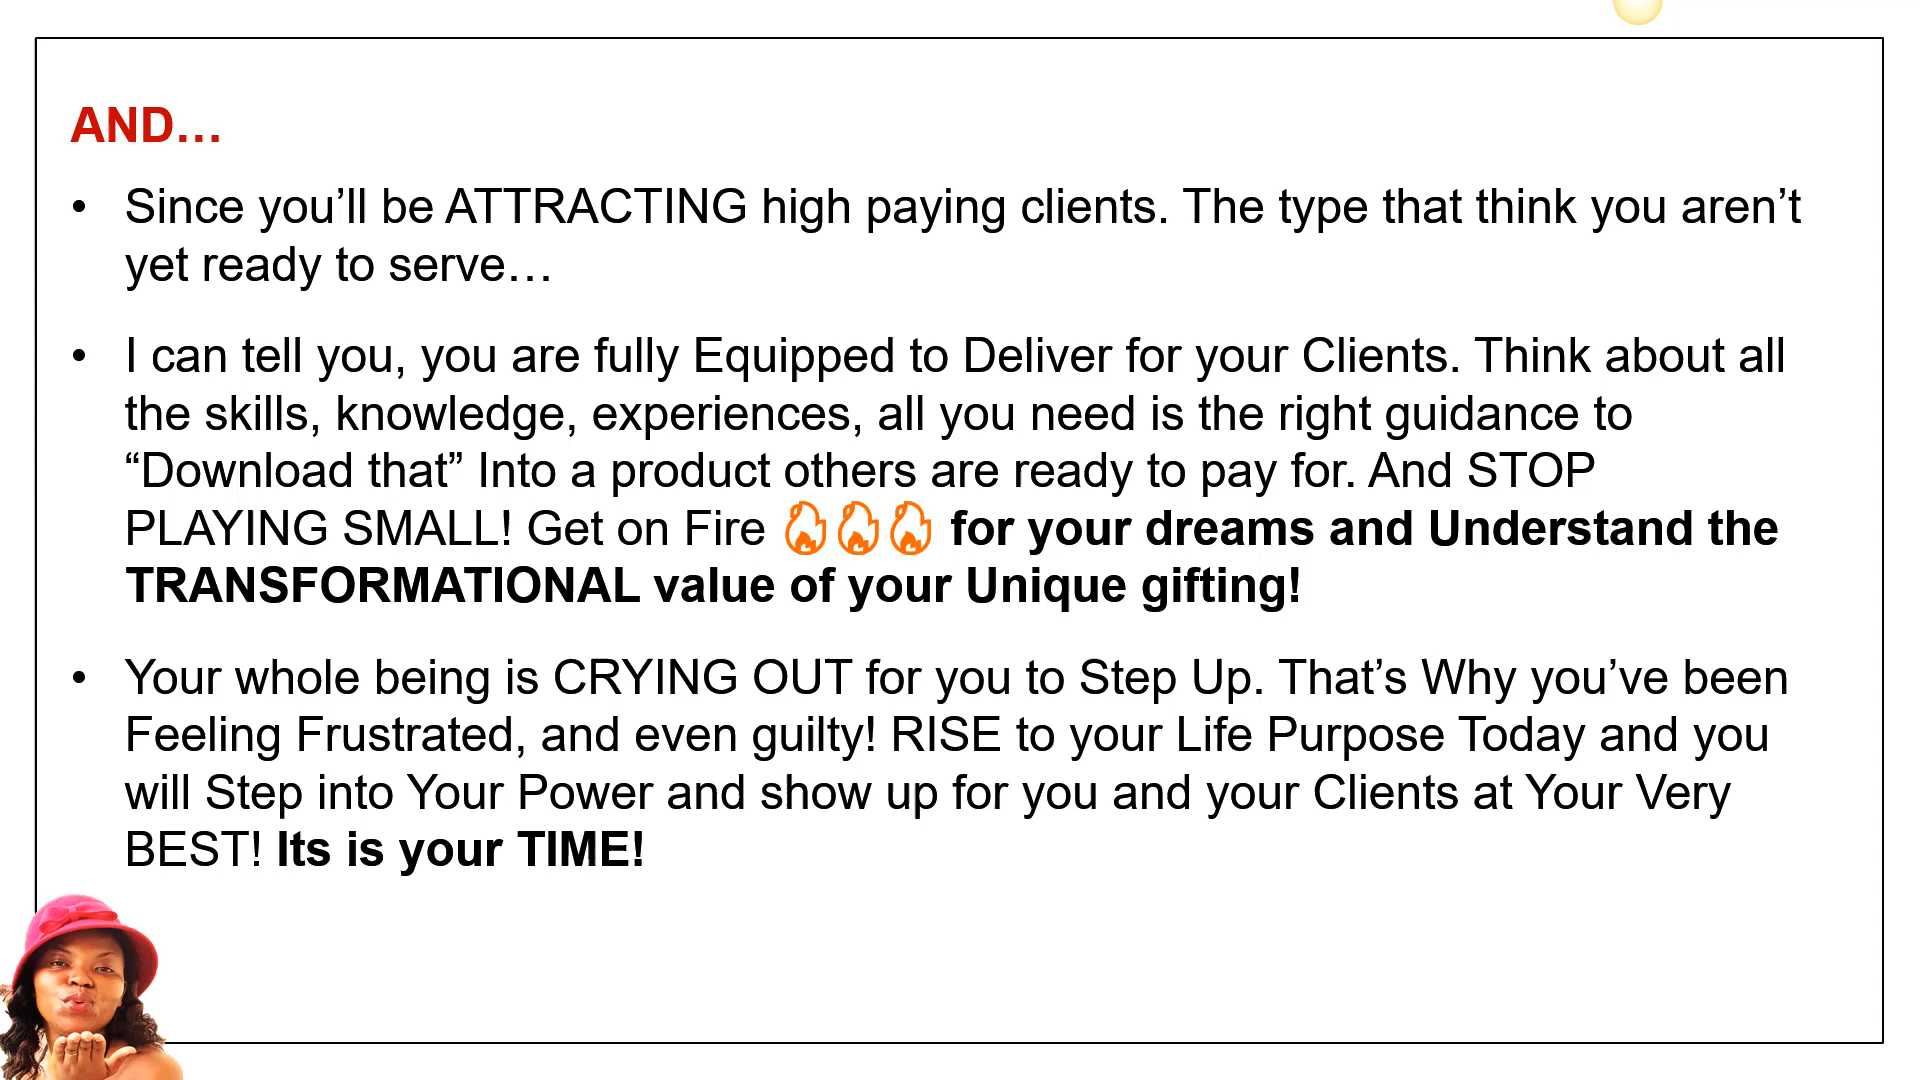 AND…
• Since you’ll be ATTRACTING high paying clients. The type that think you aren’t
yet ready to serve…
• I can tell you, you are fully Equipped to Deliver for your Clients. Think about all
the skills, knowledge, experiences, all you need is the right guidance to
“Download that” Into a product others are ready to pay for. And STOP
PLAYING SMALL! Get on Fire 🔥🔥🔥 for your dreams and Understand the
TRANSFORMATIONAL value of your Unique gifting!
• Your whole being is CRYING OUT for you to Step Up. That’s Why you’ve been
Feeling Frustrated, and even guilty! RISE to your Life Purpose Today and you
will Step into Your Power and show up for you and your Clients at Your Very
BEST! Its is your TIME!